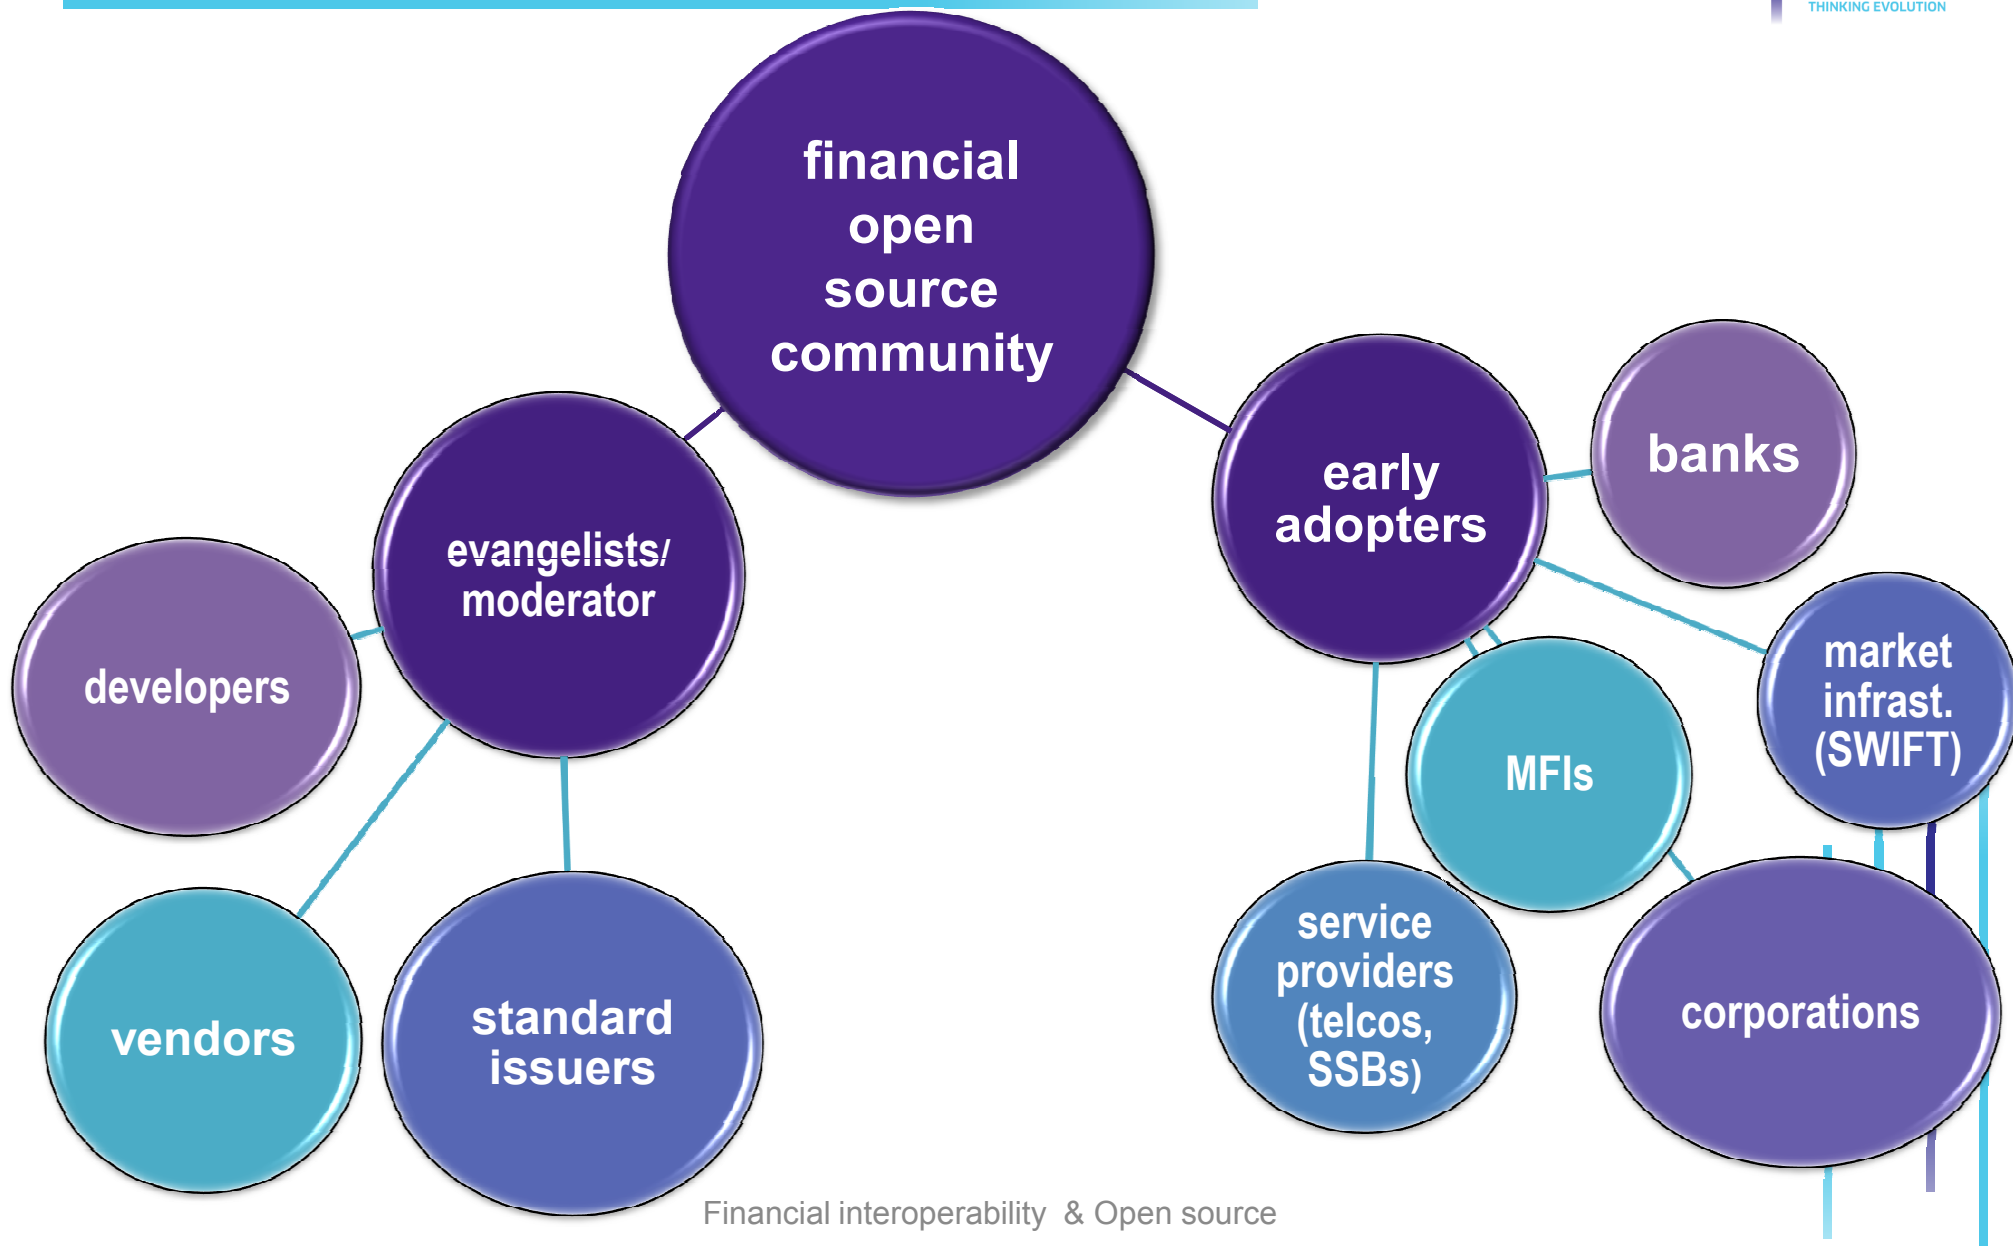 THINKING EVOLUTION
financial
open
source
community
evangelists/
moderator
developers
vendors
standard
issuers
early
adopters
banks
market
infrast.
(SWIFT)
MFIs
service
providers
(telcos,
SSBs)
corporations
Financial interoperability & Open source